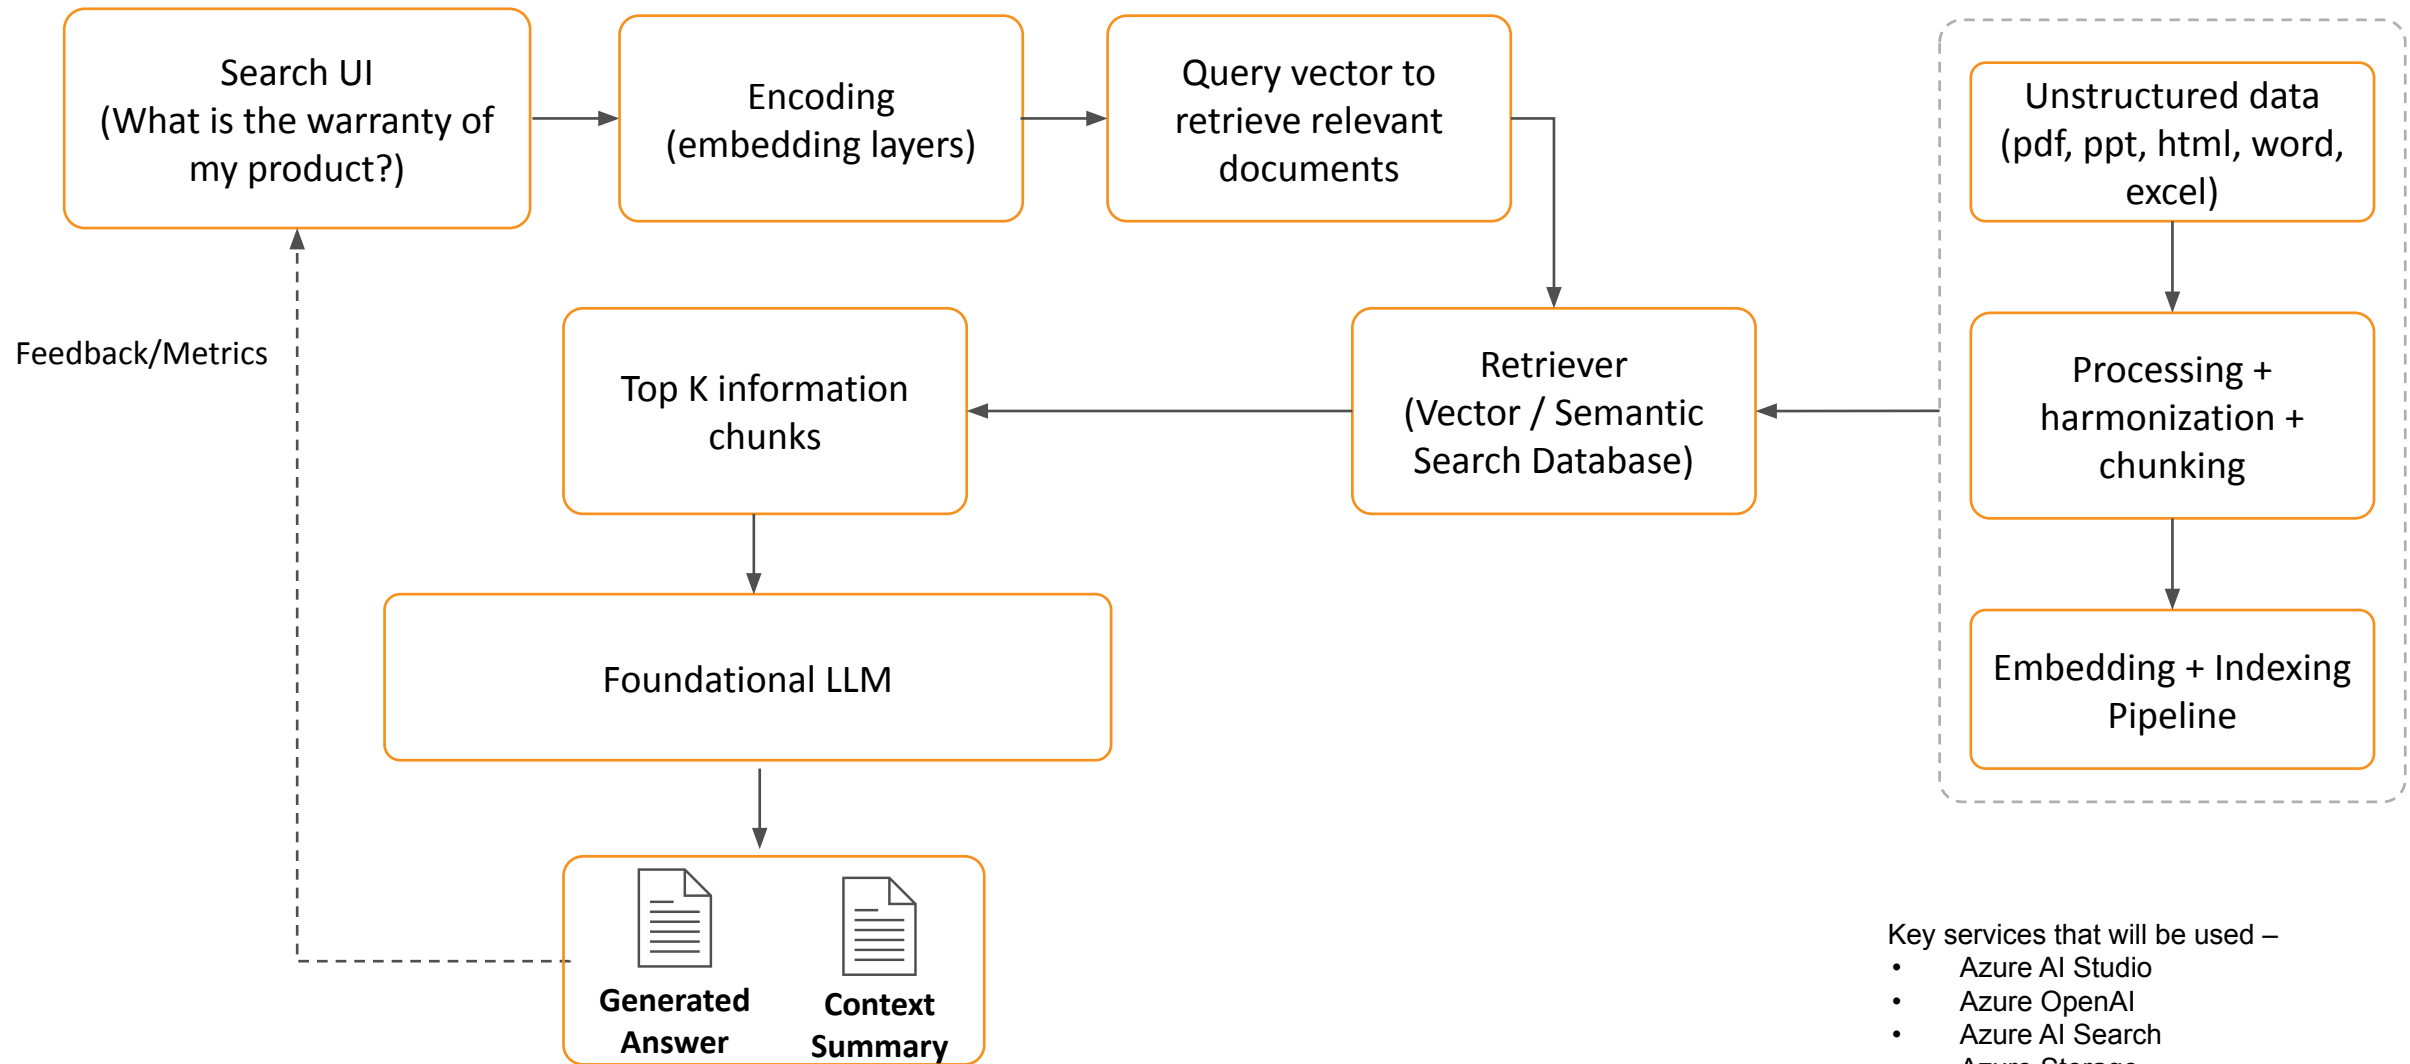 Search UI
(What is the warranty of
my product?)
Encoding
(embedding layers)
Query vector to
retrieve relevant
documents
Unstructured data
(pdf, ppt, html, word,
excel)
Feedback/Metrics
Top K information
chunks
Retriever
(Vector / Semantic
Search Database)
Processing +
harmonization +
chunking
Foundational LLM
Embedding + Indexing
Pipeline
Generated
Answer
Context
Summary
Key services that will be used –
• Azure AI Studio
• Azure OpenAI
• Azure AI Search
Azure Storage